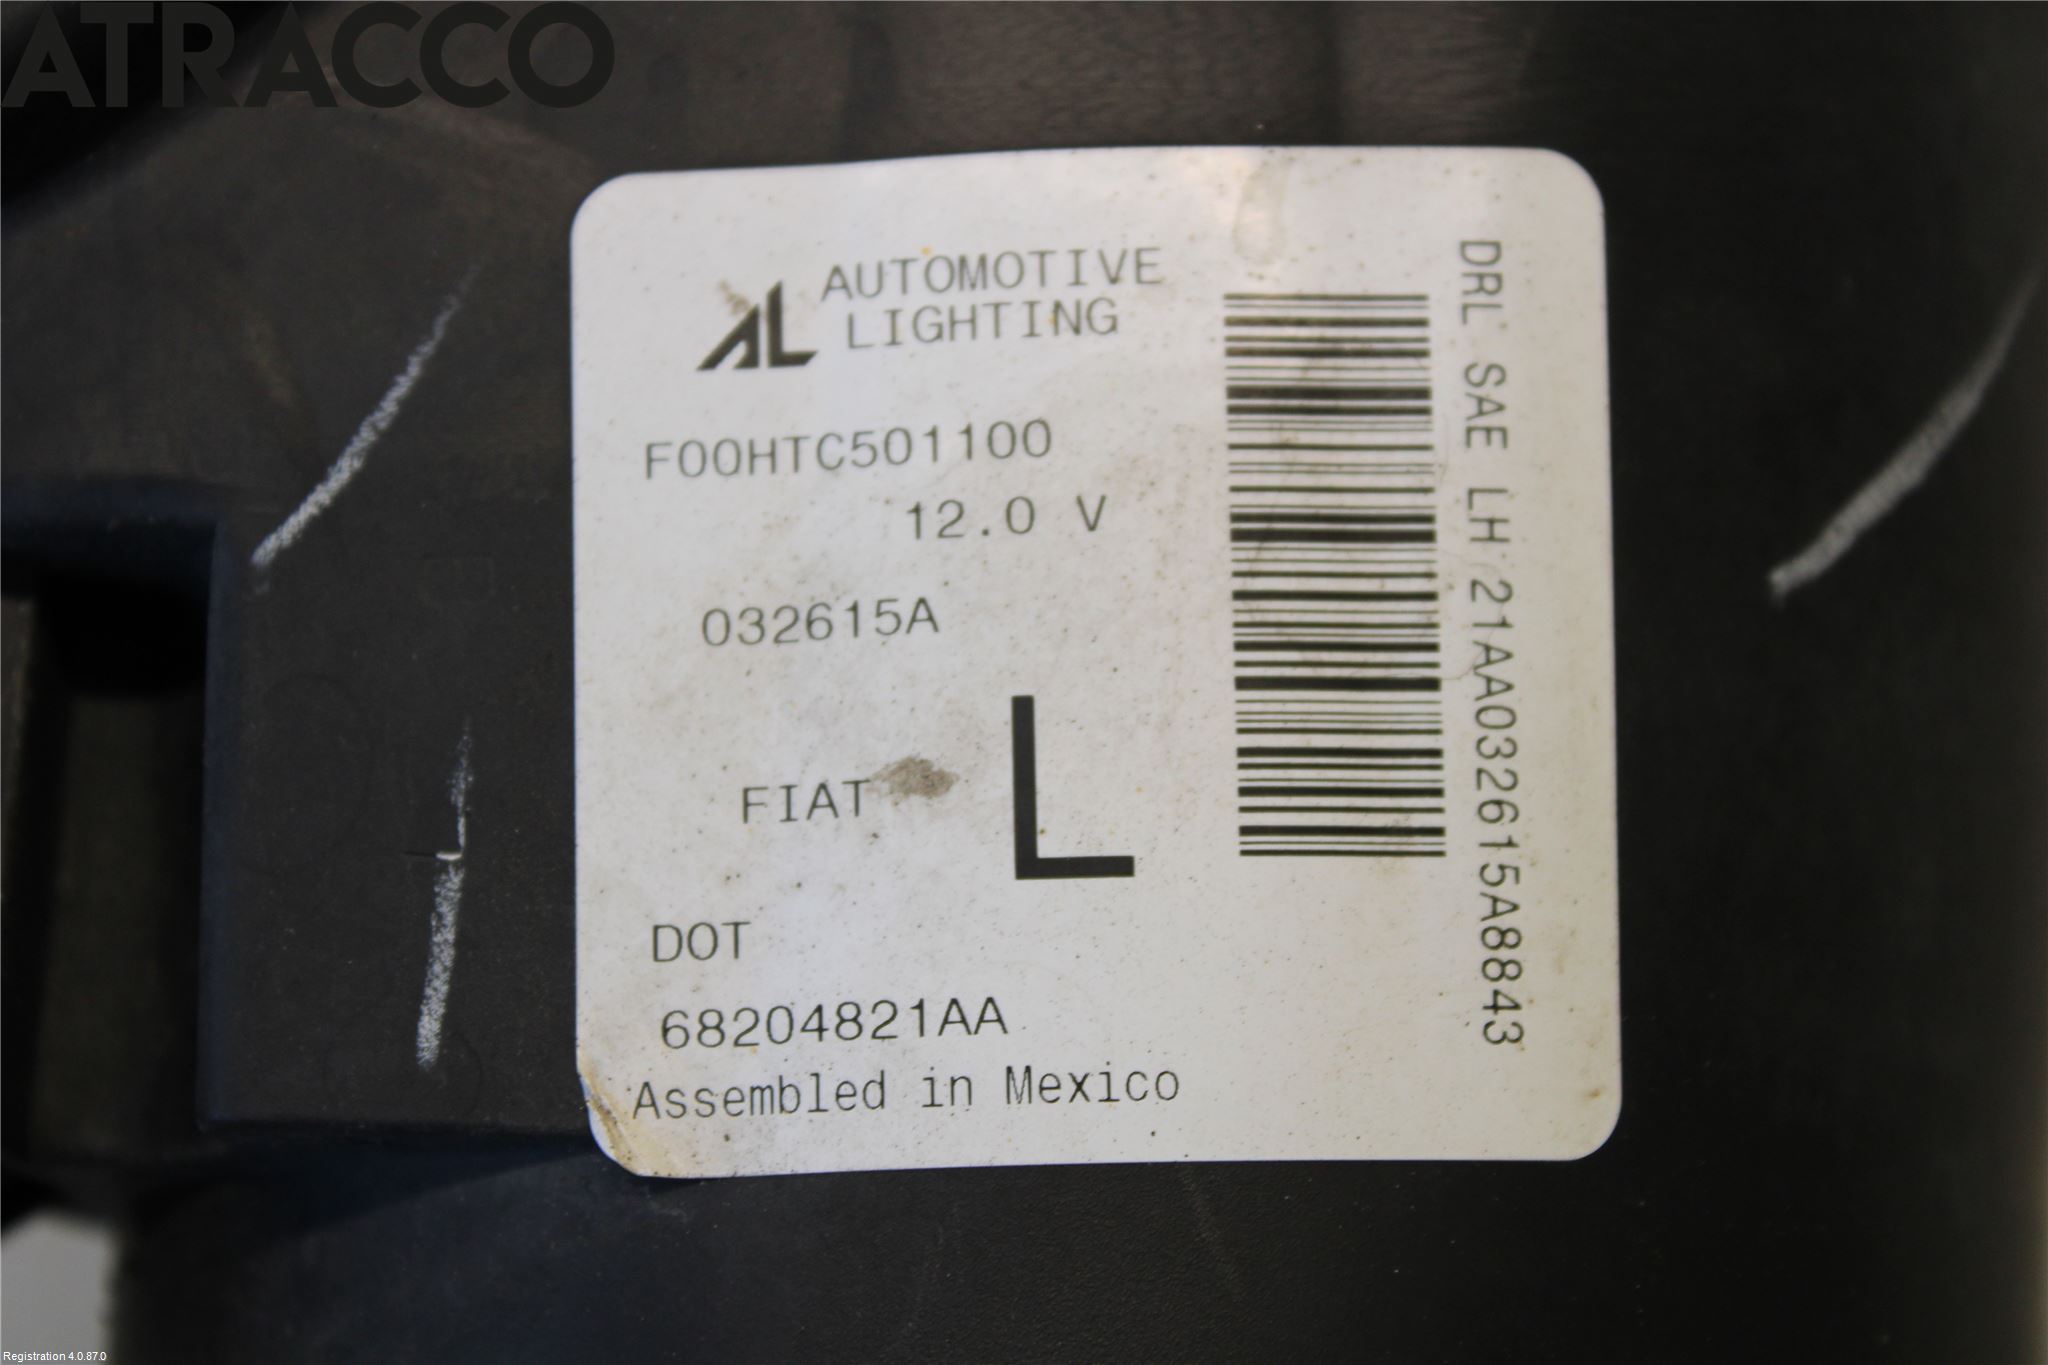 ATRACCO
AUTOMOTIVE
LIGHTING
F00HTC501100
12.0 V
032615A
FIAT
L
DOT
68204821AA
Assembled in Mexico
DRL SAE LH 21AA032615A8843
Registration 4.0.87.0